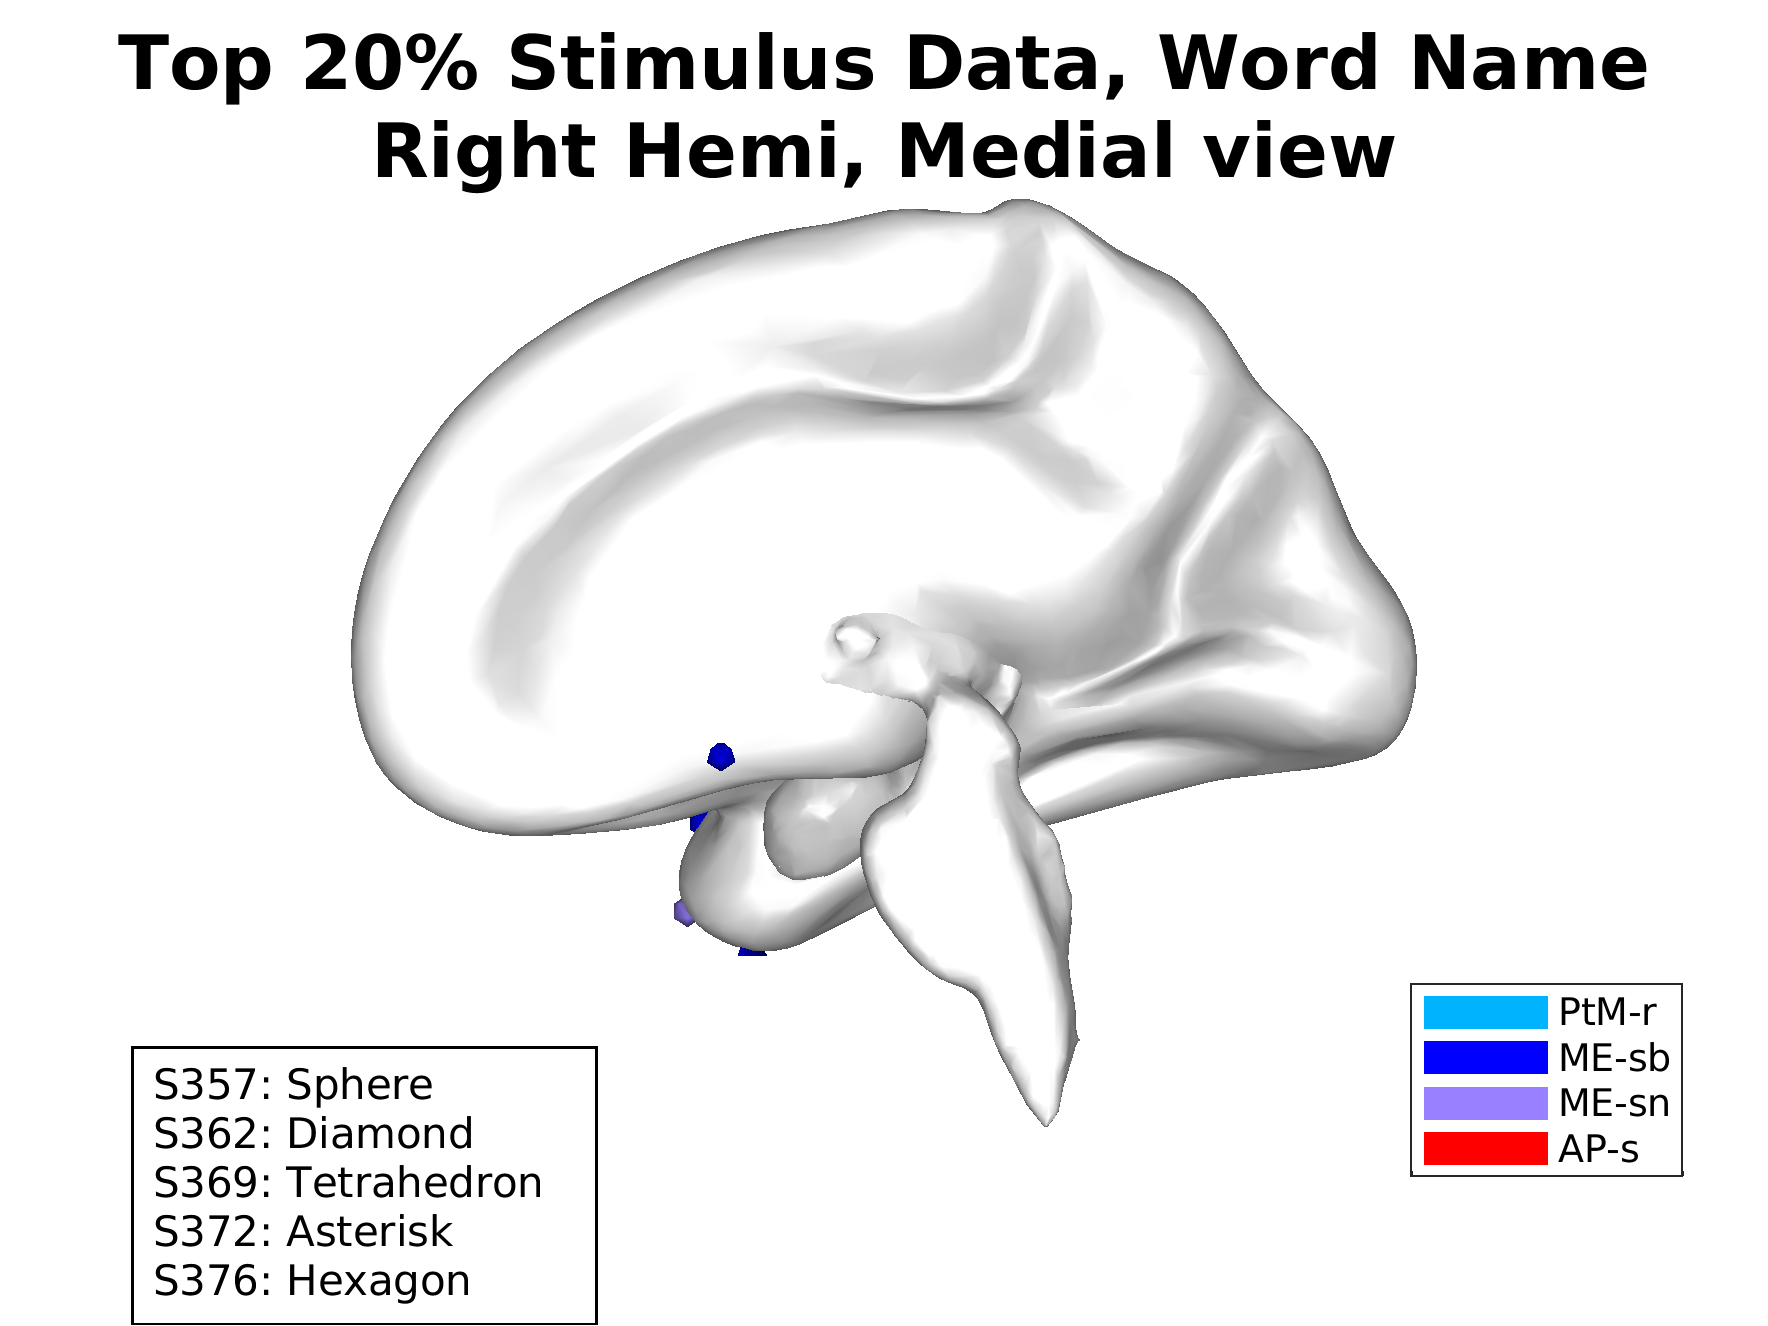 Top 20% Stimulus Data, Word Name
Right Hemi, Medial view
S357: Sphere
S362: Diamond
S369: Tetrahedron
S372: Asterisk
S376: Hexagon
PtM-r
ME-sb
ME-sn
AP-s